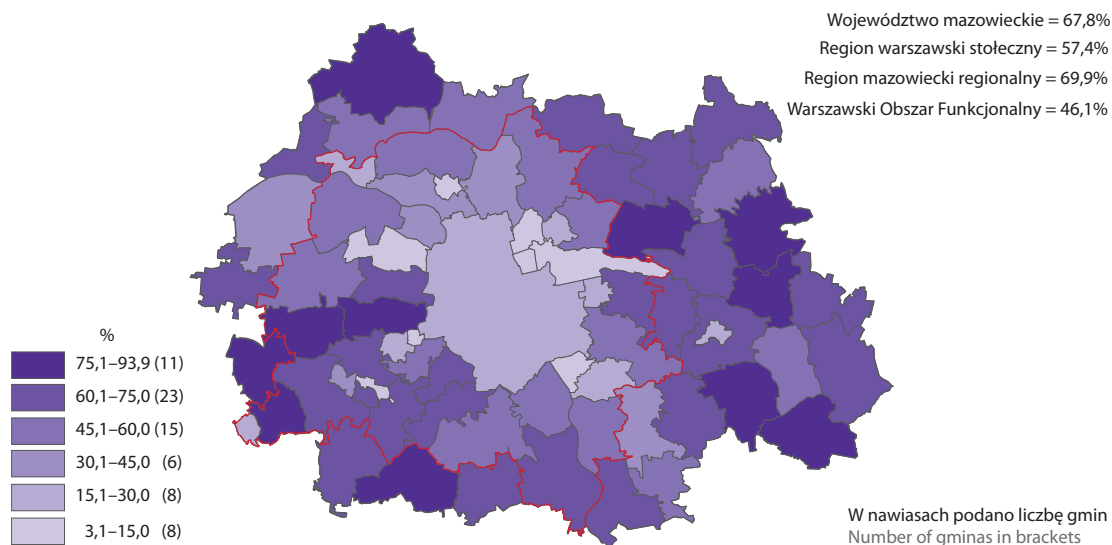 Województwo mazowieckie = 67,8%
Region warszawski stołeczny = 57,4%
Region mazowiecki regionalny = 69,9%
Warszawski Obszar Funkcjonalny = 46,1%
%
75,1–93,9 (11)
60,1–75,0 (23)
45,1–60,0 (15)
30,1–45,0 (6)
15,1–30,0 (8)
3,1–15,0 (8)
W nawiasach podano liczbę gmin
Number of gminas in brackets